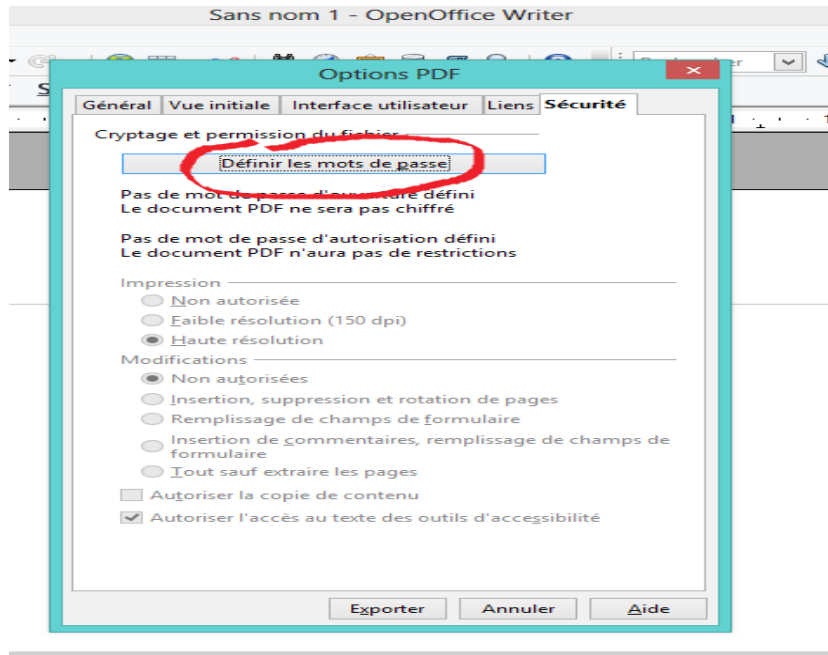 Sans nom 1 - OpenOffice Writer
Options PDF
Général Vue initiale Interface utilisateur Liens Sécurité
Cryptage et permission du fichier
Définir les mots de passe
Pas de mot de passe d'ouverture défini
Le document PDF ne sera pas chiffré
Pas de mot de passe d'autorisation défini
Le document PDF n'aura pas de restrictions
Impression
Non autorisée
Faible résolution (150 dpi)
Haute résolution
Modifications
Non autorisées
Insertion, suppression et rotation de pages
Remplissage de champs de formulaire
Insertion de commentaires, remplissage de champs de
formulaire
Tout sauf extraire les pages
Autoriser la copie de contenu
Autoriser l'accès au texte des outils d'accessibilité
Exporter Annuler Aide